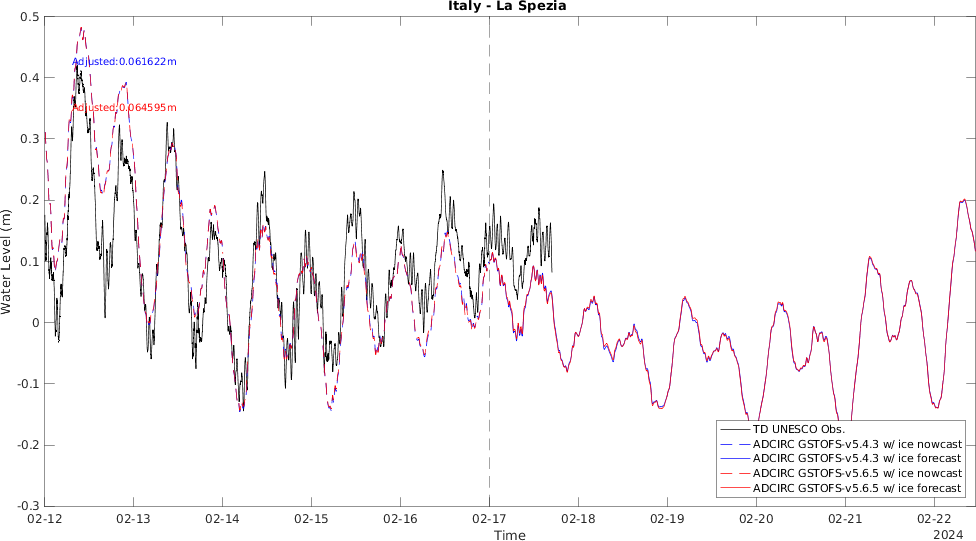 Italy - La Spezia
0.5
0.4
0.3
0.2
0.1
0
-0.1
-0.2
-0.3
Water Level (m)
Adjusted:0.061622m
Adjusted:0.064595m
TD UNESCO Obs.
ADCIRC GSTOFS-v5.4.3 w/ ice nowcast
ADCIRC GSTOFS-v5.4.3 w/ ice forecast
ADCIRC GSTOFS-v5.6.5 w/ ice nowcast
ADCIRC GSTOFS-v5.6.5 w/ ice forecast
02-12 02-13 02-14 02-15 02-16 02-17 02-18 02-19 02-20 02-21 02-22
Time
2024